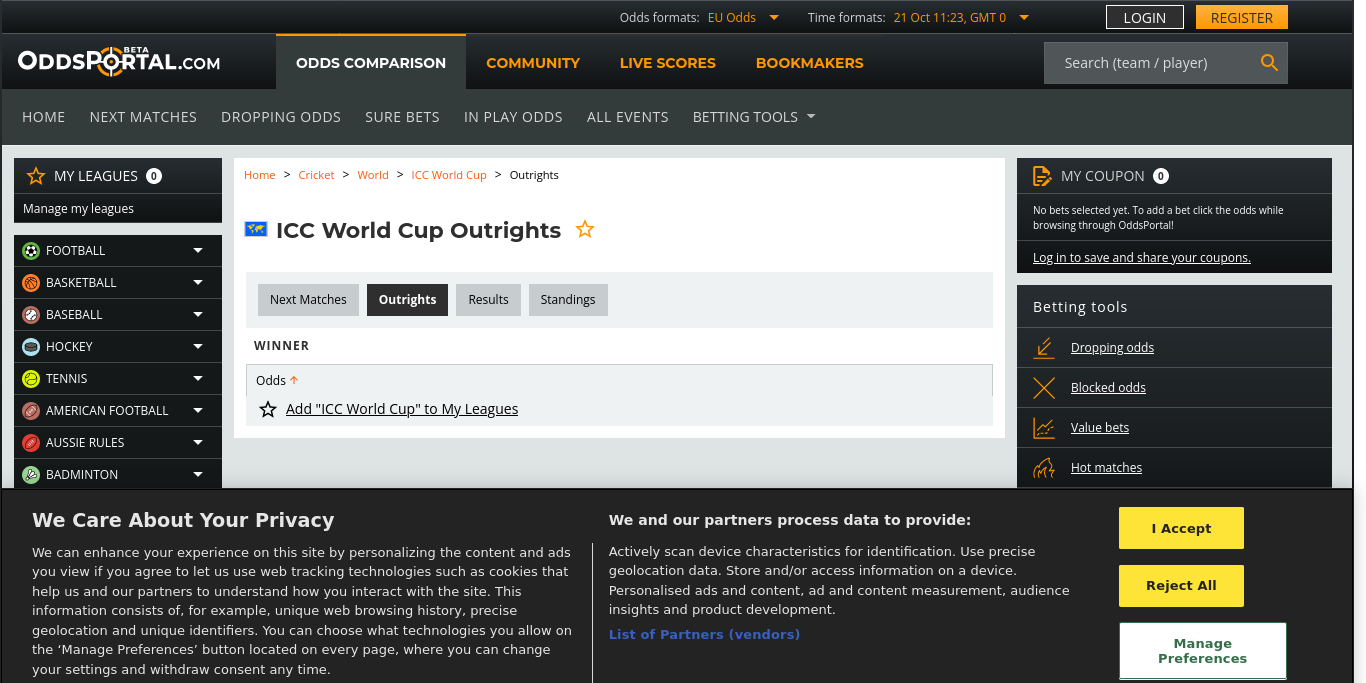 Odds formats: EU Odds Time formats: 21 Oct 11:23, GMT 0 LOGIN REGISTER
ODDSPORTAL.COM BETA
ODDS COMPARISON COMMUNITY LIVE SCORES BOOKMAKERS Search (team / player)
HOME NEXT MATCHES DROPPING ODDS SURE BETS IN PLAY ODDS ALL EVENTS BETTING TOOLS
MY LEAGUES 0
Manage my leagues
FOOTBALL
BASKETBALL
BASEBALL
HOCKEY
TENNIS
AMERICAN FOOTBALL
AUSSIE RULES
BADMINTON
Home > Cricket > World > ICC World Cup > Outrights
ICC World Cup Outrights
Next Matches Outrights Results Standings
WINNER
Odds
Add "ICC World Cup" to My Leagues
MY COUPON 0
No bets selected yet. To add a bet click the odds while
browsing through OddsPortal!
Log in to save and share your coupons.
Betting tools
Dropping odds
Blocked odds
Value bets
Hot matches
We Care About Your Privacy
We can enhance your experience on this site by personalizing the content and ads
you view if you agree to let us use web tracking technologies such as cookies that
help us and our partners to understand how you interact with the site. This
information consists of, for example, unique web browsing history, precise
geolocation and unique identifiers. You can choose what technologies you allow on
the ‘Manage Preferences’ button located on every page, where you can change
your settings and withdraw consent any time.
We and our partners process data to provide:
Actively scan device characteristics for identification. Use precise
geolocation data. Store and/or access information on a device.
Personalised ads and content, ad and content measurement, audience
insights and product development.
List of Partners (vendors)
I Accept
Reject All
Manage
Preferences